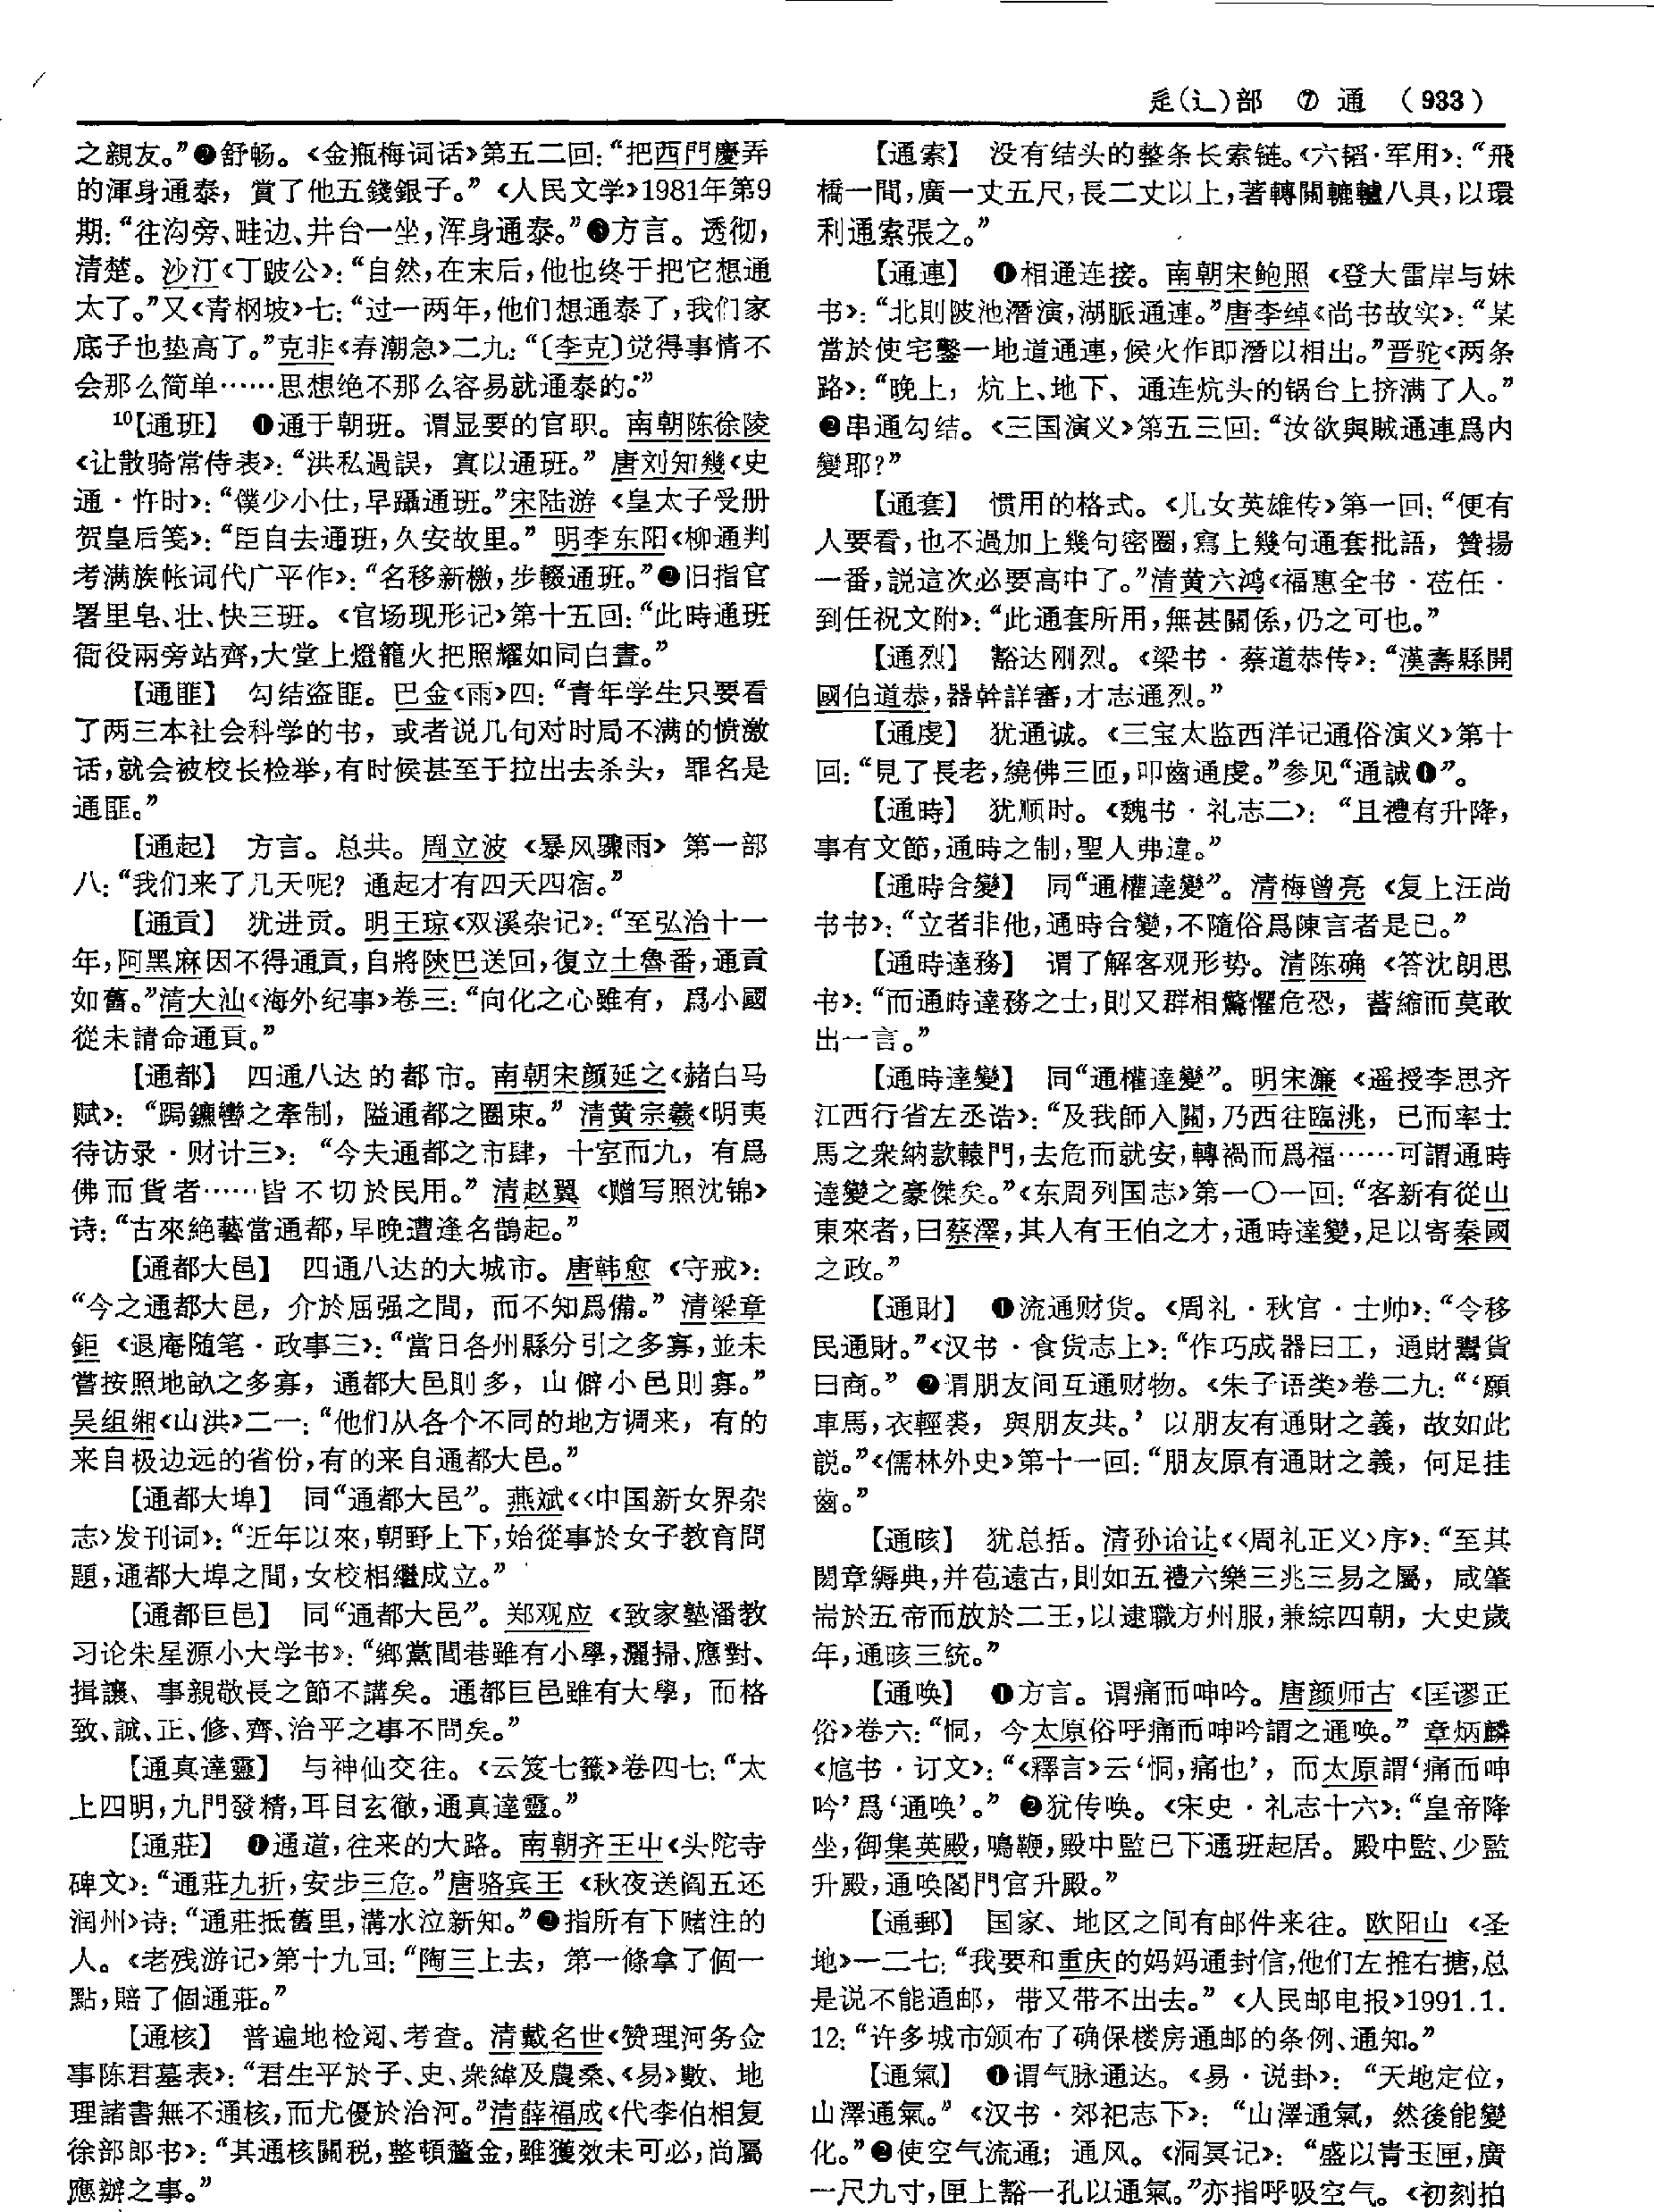 辵(辶)部 ⑦ 通 (933)
之親友。”❷舒畅。《金瓶梅词话》第五二回：“把西門慶弄
的渾身通泰，賞了他五錢銀子。”《人民文学》1981年第9
期：“往沟旁、畦边、井台一坐，浑身通泰。”❸方言。透彻，
清楚。沙汀《丁跛公》：“自然，在末后，他也终于把它想通
太了。”又《青㭎坡》七：“过一两年，他们想通泰了，我们家
底子也垫高了。”克非《春潮急》二九：“〔李克〕觉得事情不
会那么简单……思想绝不那么容易就通泰的。”
10【通班】 ❶通于朝班。谓显要的官职。南朝陈徐陵
《让散骑常侍表》：“洪私過誤，寘以通班。”唐刘知幾《史
通·忤时》：“僕少小仕，早躡通班。”宋陆游《皇太子受册
贺皇后笺》：“臣自去通班，久安故里。”明李东阳《柳通判
考满族帐词代广平作》：“名移新檄，步輟通班。”❷旧指官
署里皂、壮、快三班。《官场现形记》第十五回：“此時通班
衙役兩旁站齊，大堂上燈籠火把照耀如同白晝。”
【通匪】 勾结盗匪。巴金《雨》四：“青年学生只要看
了两三本社会科学的书，或者说几句对时局不满的愤激
话，就会被校长检举，有时候甚至于拉出去杀头，罪名是
通匪。”
【通起】 方言。总共。周立波《暴风骤雨》第一部
八：“我们来了几天呢？通起才有四天四宿。”
【通貢】 犹进贡。明王琼《双溪杂记》：“至弘治十一
年，阿黑麻因不得通貢，自將陝巴送回，復立土魯番，通貢
如舊。”清大汕《海外纪事》卷三：“向化之心雖有，爲小國
從未請命通貢。”
【通都】 四通八达的都市。南朝宋颜延之《赭白马
赋》：“跼鑣轡之牽制，隘通都之圈束。”清黄宗羲《明夷
待访录·财计三》：“今夫通都之市肆，十室而九，有爲
佛而貨者……皆不切於民用。”清赵翼《赠写照沈锦》
诗：“古來絶藝當通都，早晚遭逢名鵲起。”
【通都大邑】 四通八达的大城市。唐韩愈《守戒》：
“今之通都大邑，介於屈强之間，而不知爲備。”清梁章
鉅《退庵随笔·政事三》：“當日各州縣分引之多寡，並未
嘗按照地畝之多寡，通都大邑則多，山僻小邑則寡。”
吴组缃《山洪》二一：“他们从各个不同的地方调来，有的
来自极边远的省份，有的来自通都大邑。”
【通都大埠】 同“通都大邑”。燕斌《〈中国新女界杂
志〉发刊词》：“近年以來，朝野上下，始從事於女子教育問
題，通都大埠之間，女校相繼成立。”
【通都巨邑】 同“通都大邑”。郑观应《致家塾潘教
习论朱星源小大学书》：“鄉黨閭巷雖有小學，灑掃、應對、
揖讓、事親敬長之節不講矣。通都巨邑雖有大學，而格
致、誠、正、修、齊、治平之事不問矣。”
【通真達靈】 与神仙交往。《云笈七籤》卷四七：“太
上四明，九門發精，耳目玄徹，通真達靈。”
【通莊】 ❶通道，往来的大路。南朝齐王屮《头陀寺
碑文》：“通莊九折，安步三危。”唐骆宾王《秋夜送阎五还
润州》诗：“通莊抵舊里，溝水泣新知。”❷指所有下赌注的
人。《老残游记》第十九回：“陶三上去，第一條拿了個一
點，賠了個通莊。”
【通核】 普遍地检阅、考查。清戴名世《赞理河务佥
事陈君墓表》：“君生平於子、史、衆緯及農桑、《易》數、地
理諸書無不通核，而尤優於治河。”清薛福成《代李伯相复
徐部郎书》：“其通核關税，整頓釐金，雖獲效未可必，尚屬
應辦之事。”
【通索】 没有结头的整条长索链。《六韬·军用》：“飛
橋一間，廣一丈五尺，長二丈以上，著轉關轆轤八具，以環
利通索張之。”
【通連】 ❶相通连接。南朝宋鲍照《登大雷岸与妹
书》：“北則陂池潛演，湖脈通連。”唐李绰《尚书故实》：“某
當於使宅鑿一地道通連，候火作即潛以相出。”晋驼《两条
路》：“晚上，炕上、地下、通连炕头的锅台上挤满了人。”
❷串通勾结。《三国演义》第五三回：“汝欲與賊通連爲内
變耶？”
【通套】 惯用的格式。《儿女英雄传》第一回：“便有
人要看，也不過加上幾句密圈，寫上幾句通套批語，贊揚
一番，説這次必要高中了。”清黄六鸿《福惠全书·莅任·
到任祝文附》：“此通套所用，無甚關係，仍之可也。”
【通烈】 豁达刚烈。《梁书·蔡道恭传》：“漢壽縣開
國伯道恭，器幹詳審，才志通烈。”
【通虔】 犹通诚。《三宝太监西洋记通俗演义》第十
回：“見了長老，繞佛三匝，叩齒通虔。”参见“通誠❶”。
【通時】 犹顺时。《魏书·礼志二》：“且禮有升降，
事有文節，通時之制，聖人弗違。”
【通時合變】 同“通權達變”。清梅曾亮《复上汪尚
书书》：“立者非他，通時合變，不隨俗爲陳言者是已。”
【通時達務】 谓了解客观形势。清陈确《答沈朗思
书》：“而通時達務之士，則又群相驚懼危恐，蓄縮而莫敢
出一言。”
【通時達變】 同“通權達變”。明宋濂《遥授李思齐
江西行省左丞诰》：“及我師入關，乃西往臨洮，已而率士
馬之衆納款轅門，去危而就安，轉禍而爲福……可謂通時
達變之豪傑矣。”《东周列国志》第一〇一回：“客新有從山
東來者，曰蔡澤，其人有王伯之才，通時達變，足以寄秦國
之政。”
【通財】 ❶流通财货。《周礼·秋官·士帅》：“令移
民通財。”《汉书·食货志上》：“作巧成器曰工，通財鬻貨
曰商。”❷谓朋友间互通财物。《朱子语类》卷二九：“‘願
車馬，衣輕裘，與朋友共。’以朋友有通財之義，故如此
説。”《儒林外史》第十一回：“朋友原有通財之義，何足挂
齒。”
【通晐】 犹总括。清孙诒让《〈周礼正义〉序》：“至其
閎章縟典，并苞遠古，則如五禮六樂三兆三易之屬，咸肇
耑於五帝而放於二王，以逮職方州服，兼綜四朝，大史歲
年，通晐三統。”
【通唤】 ❶方言。谓痛而呻吟。唐颜师古《匡谬正
俗》卷六：“恫，今太原俗呼痛而呻吟謂之通唤。”章炳麟
《訄书·订文》：“《釋言》云‘恫，痛也’，而太原謂‘痛而呻
吟’爲‘通唤’。”❷犹传唤。《宋史·礼志十六》：“皇帝降
坐，御集英殿，鳴鞭，殿中監已下通班起居。殿中監、少監
升殿，通唤閤門官升殿。”
【通郵】 国家、地区之间有邮件来往。欧阳山《圣
地》一二七：“我要和重庆的妈妈通封信，他们左推右搪，总
是说不能通邮，带又带不出去。”《人民邮电报》1991.1.
12：“许多城市颁布了确保楼房通邮的条例、通知。”
【通氣】 ❶谓气脉通达。《易·说卦》：“天地定位，
山澤通氣。”《汉书·郊祀志下》：“山澤通氣，然後能變
化。”❷使空气流通；通风。《洞冥记》：“盛以青玉匣，廣
一尺九寸，匣上豁一孔以通氣。”亦指呼吸空气。《初刻拍